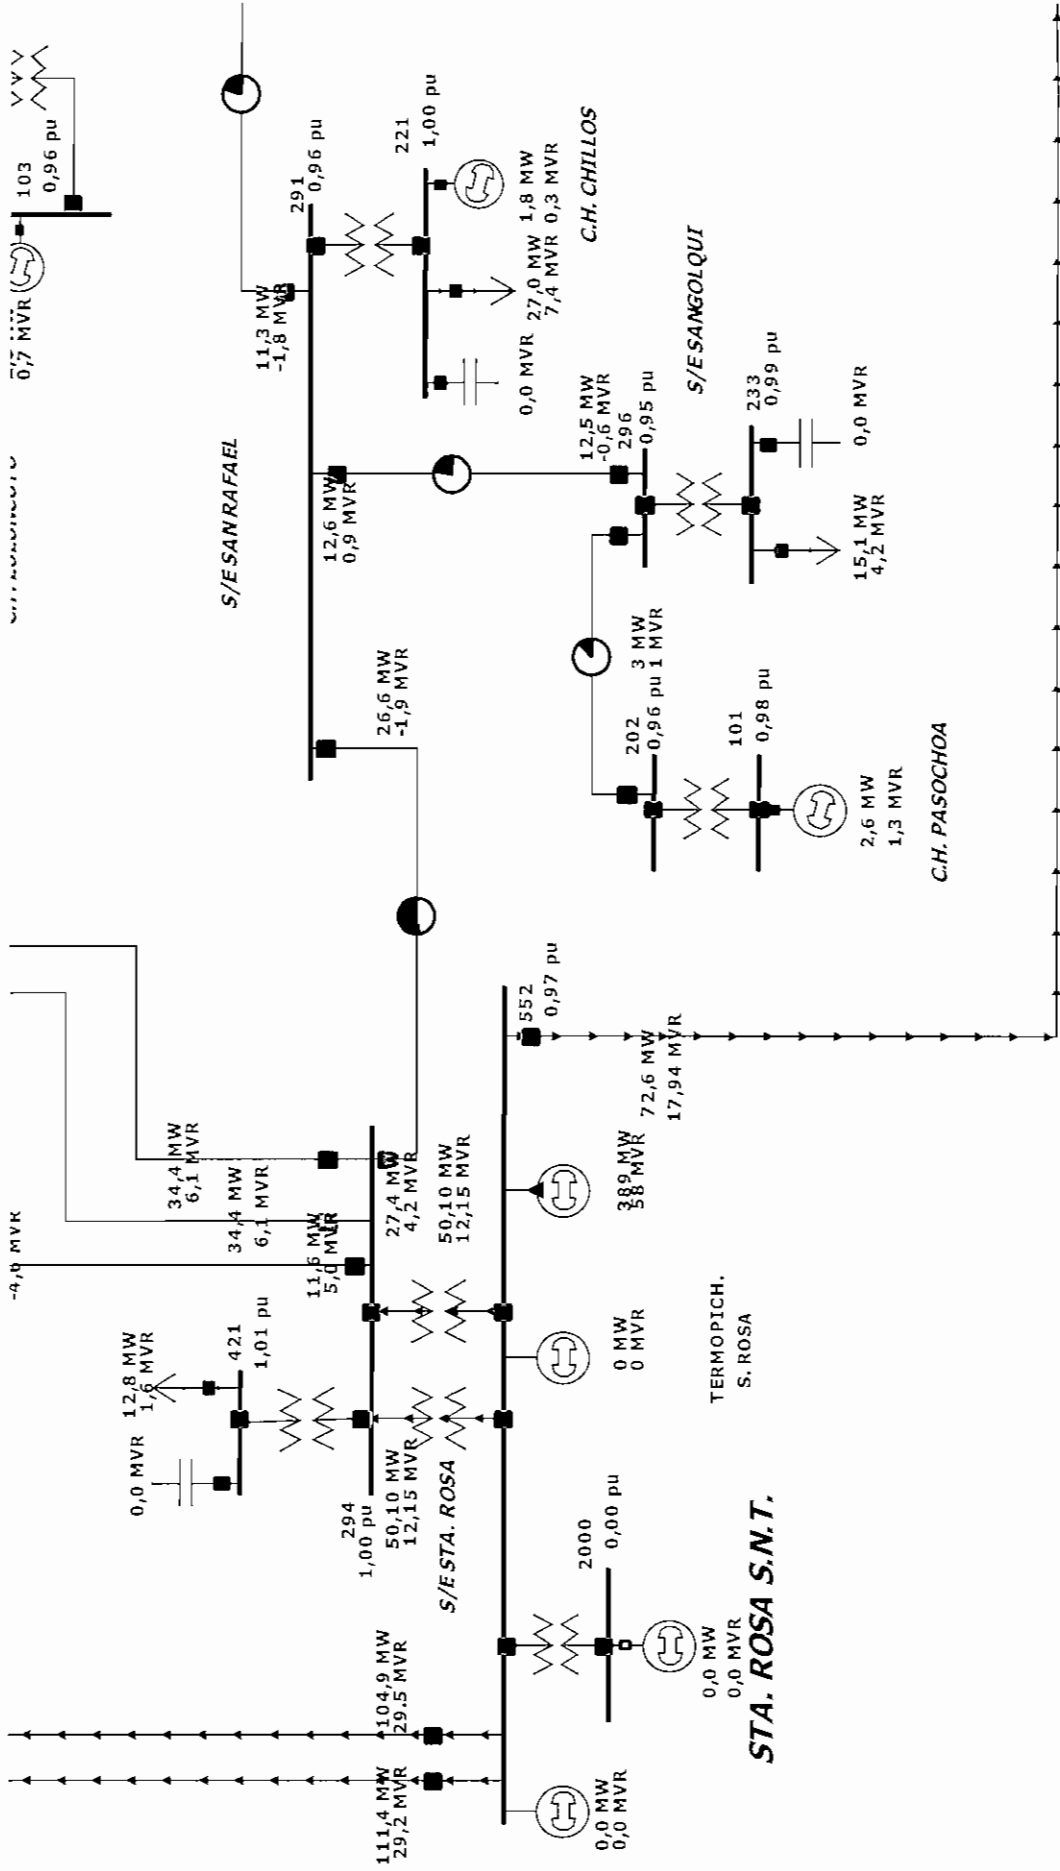 103
0,96 pu
0,7 MVR
11,3 MW
-1,8 MVR
291
0,96 pu
221
1,00 pu
27,0 MW 1,8 MW
7,4 MVR 0,3 MVR
C.H. CHILLOS
0,0 MVR
S/E SAN RAFAEL
12,6 MW
0,9 MVR
12,5 MW
-0,6 MVR
296
0,95 pu
S/E SANGOLQUI
233
0,99 pu
0,0 MVR
15,1 MW
4,2 MVR
26,6 MW
-1,9 MVR
3 MW
202
0,96 pu 1 MVR
101
0,98 pu
2,6 MW
1,3 MVR
C.H. PASOCHOA
552
0,97 pu
72,6 MW
17,94 MVR
34,4 MW
6,1 MVR
34,4 MW
6,1 MVR
27,4 MW
4,2 MVR
50,10 MW
12,15 MVR
389 MW
58 MVR
-4,6 MVR
11,6 MW
5,0 MVR
12,8 MW
1,6 MVR
421
1,01 pu
0,0 MVR
0 MW
0 MVR
TERMOPICH.
S. ROSA
294
1,00 pu
50,10 MW
12,15 MVR
S/E STA. ROSA
2000
0,00 pu
0,0 MW
0,0 MVR
STA. ROSA S.N.T.
104,9 MW
29.5 MVR
111,4 MW
29,2 MVR
0,0 MW
0,0 MVR